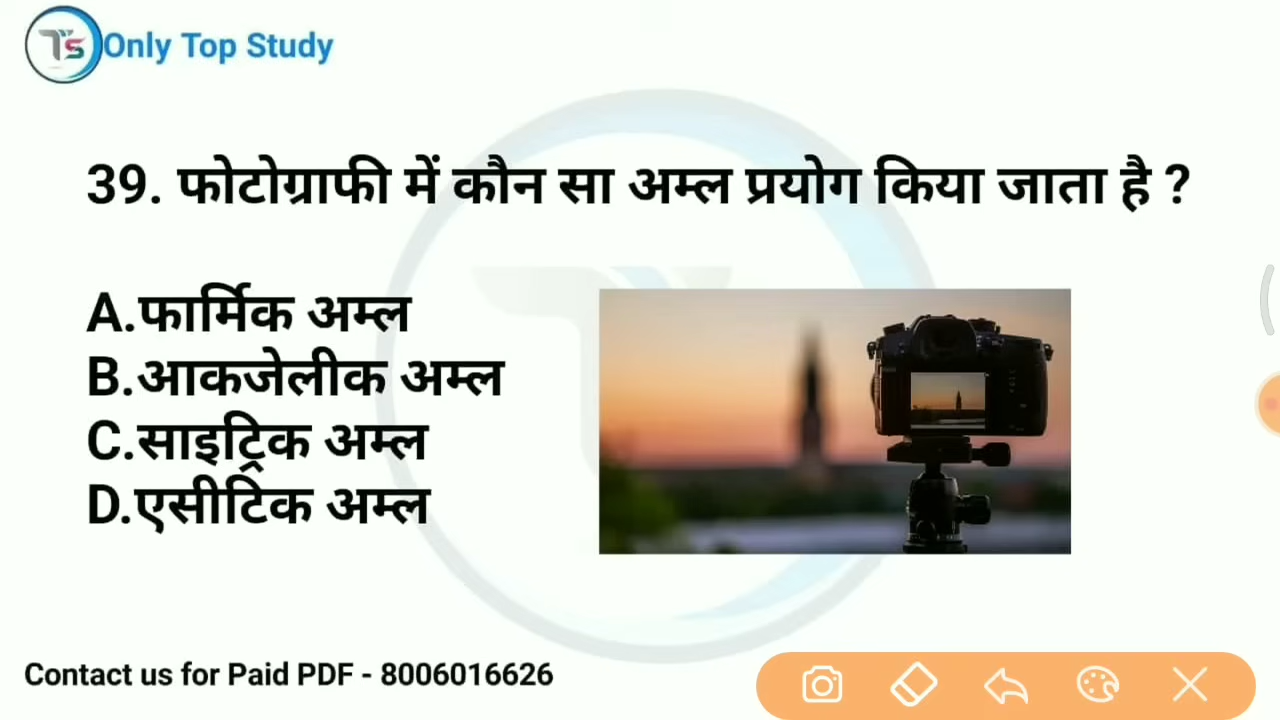 TS Only Top Study
39. फोटोग्राफी में कौन सा अम्ल प्रयोग किया जाता है ?
A.फार्मिक अम्ल
B.आकजेलीक अम्ल
C.साइट्रिक अम्ल
D.एसीटिक अम्ल
Contact us for Paid PDF - 8006016626